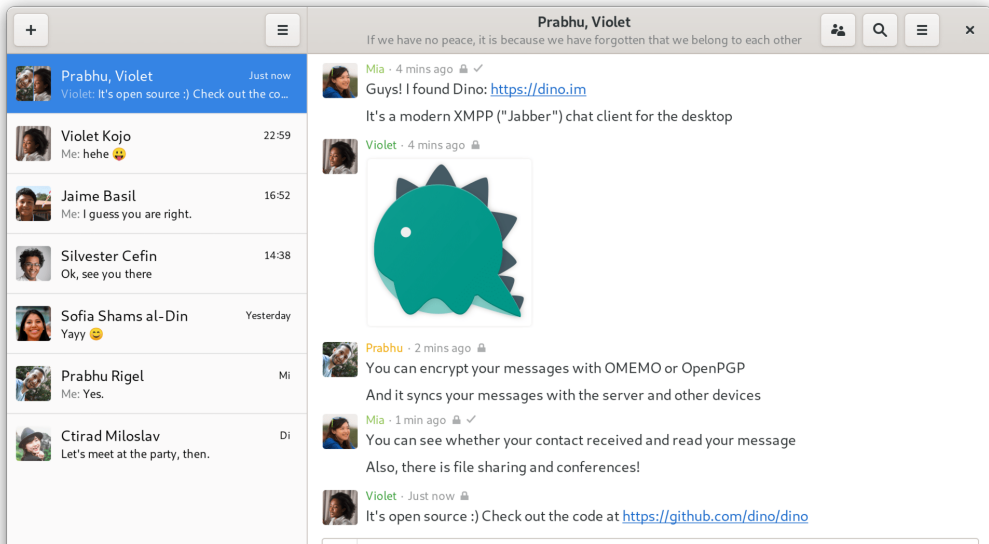 Prabhu, Violet
If we have no peace, it is because we have forgotten that we belong to each other
Prabhu, Violet Just now
Violet: It's open source :) Check out the co...
Violet Kojo 22:59
Me: hehe 😛
Jaime Basil 16:52
Me: I guess you are right.
Silvester Cefin 14:38
Ok, see you there
Sofia Shams al-Din Yesterday
Yayy 😊
Prabhu Rigel Mi
Me: Yes.
Ctirad Miloslav Di
Let's meet at the party, then.
Mia · 4 mins ago
Guys! I found Dino: https://dino.im
It's a modern XMPP ("Jabber") chat client for the desktop
Violet · 4 mins ago
Prabhu · 2 mins ago
You can encrypt your messages with OMEMO or OpenPGP
And it syncs your messages with the server and other devices
Mia · 1 min ago
You can see whether your contact received and read your message
Also, there is file sharing and conferences!
Violet · Just now
It's open source :) Check out the code at https://github.com/dino/dino